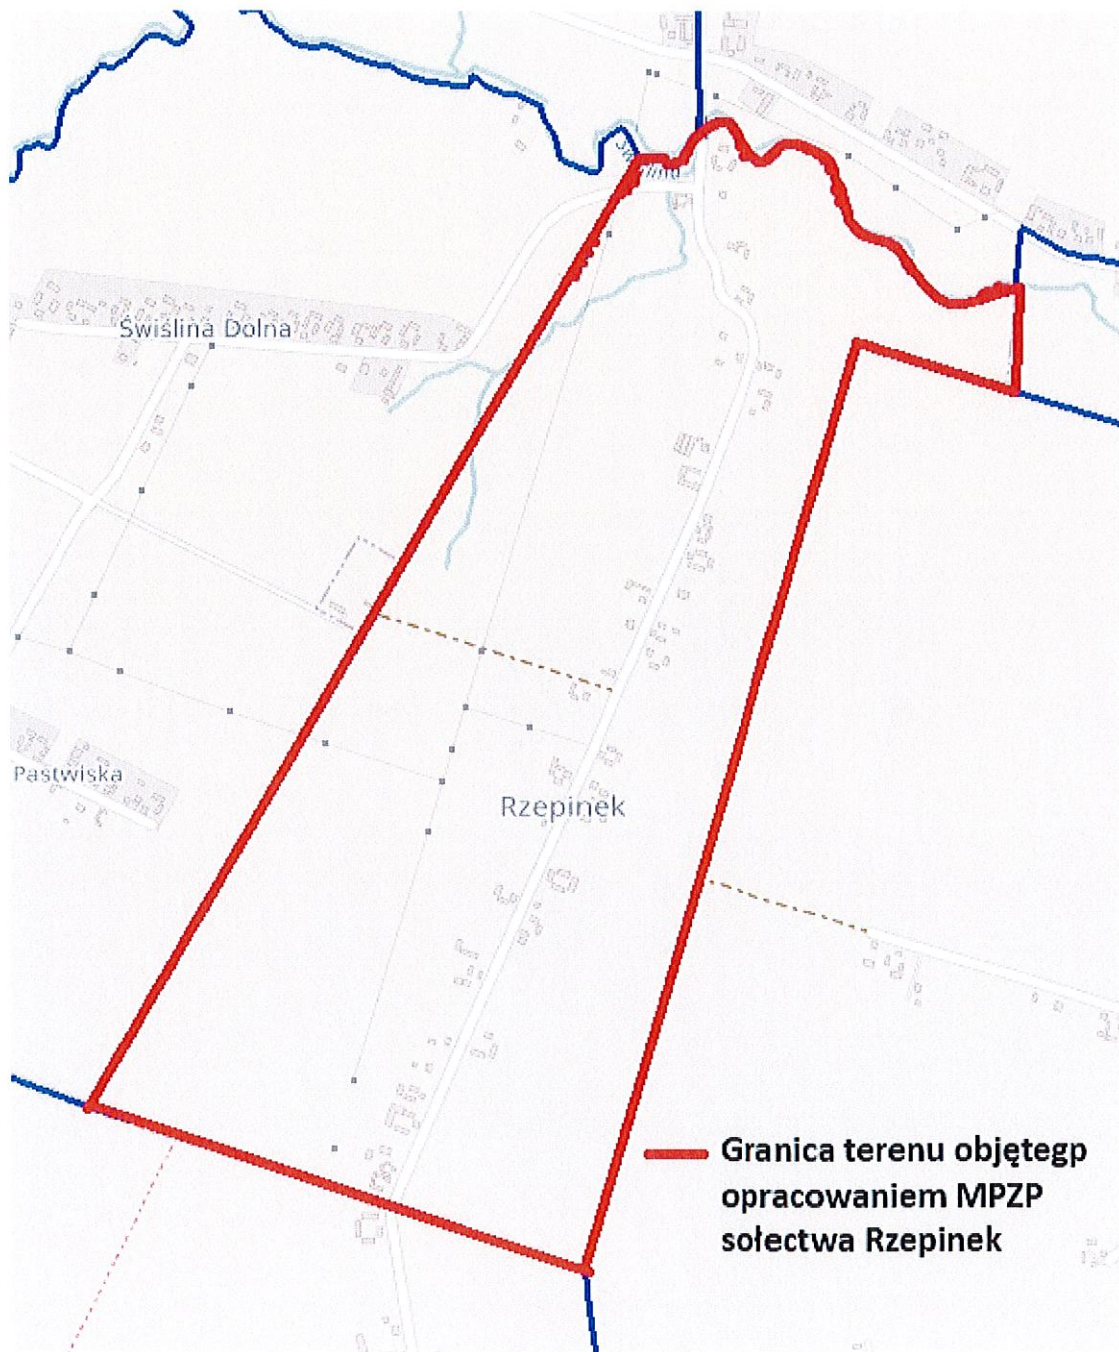 Świślina Dolna
Pastwiska
Rzepinek
Granica terenu objętegp
opracowaniem MPZP
sołectwa Rzepinek